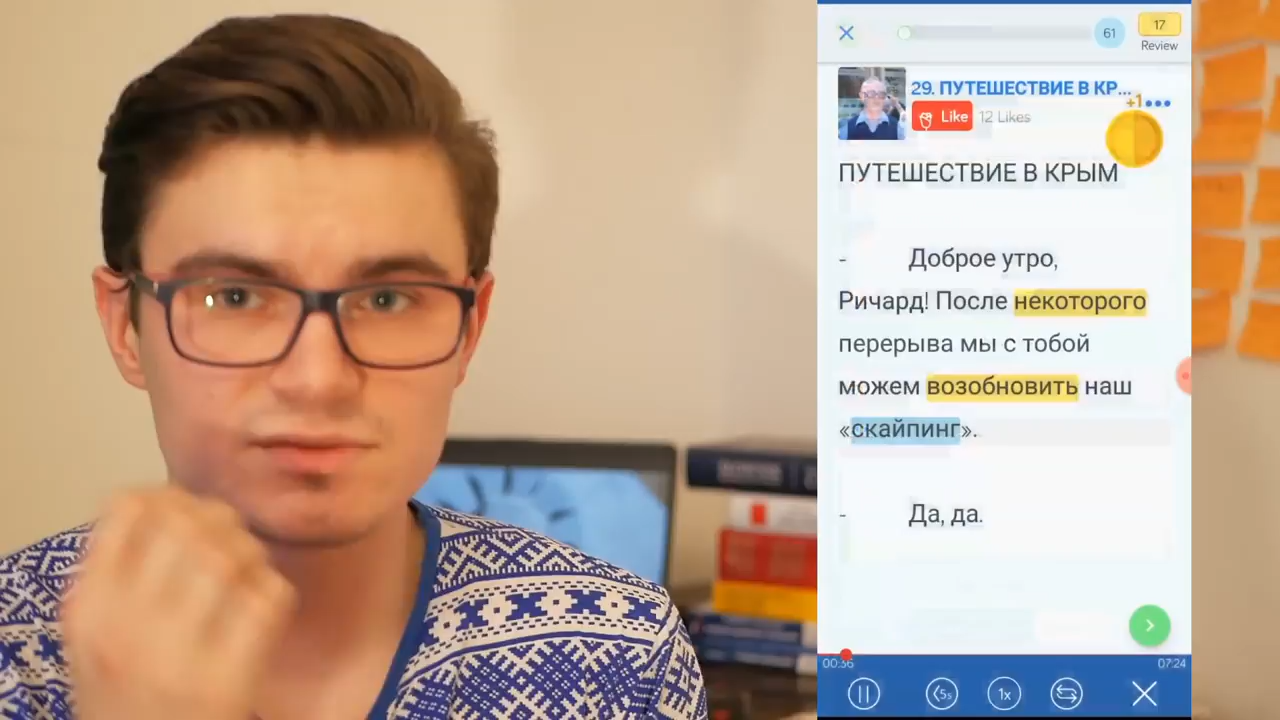 61
17
Review
29. ПУТЕШЕСТВИЕ В КР...
+1
Like 12 Likes
ПУТЕШЕСТВИЕ В КРЫМ
- Доброе утро,
Ричард! После некоторого
перерыва мы с тобой
можем возобновить наш
«скайпинг».
- Да, да.
00:36
07:24
5s
1x